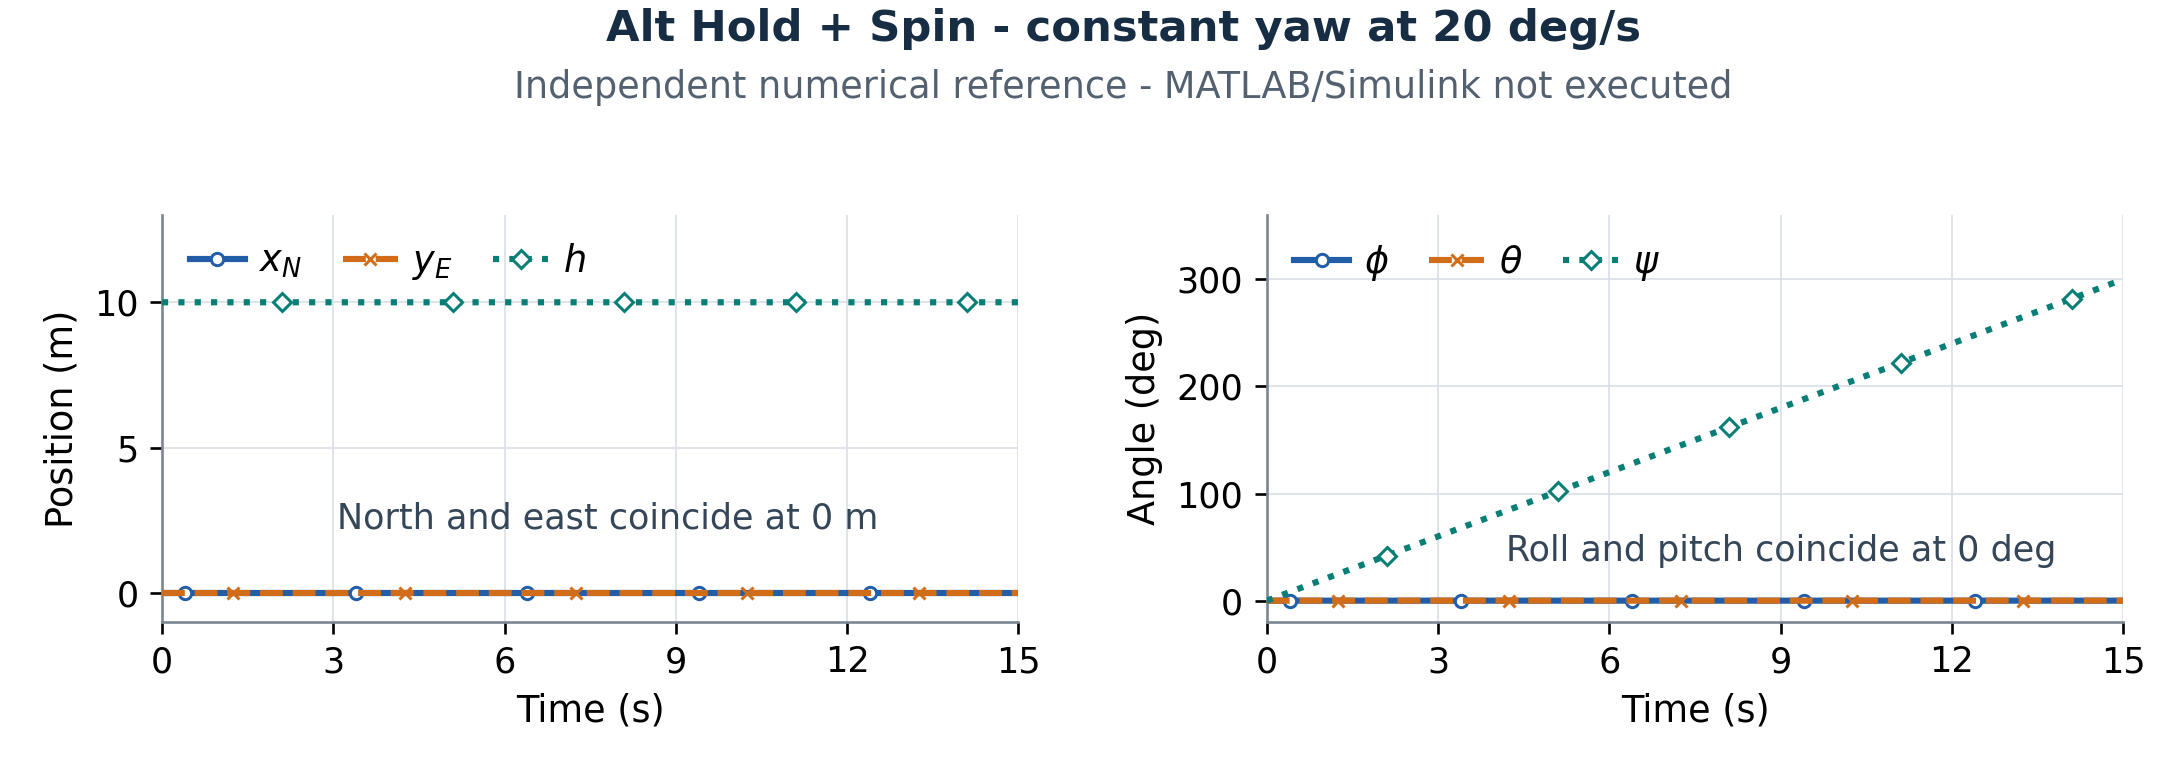 Alt Hold + Spin - constant yaw at 20 deg/s
Independent numerical reference - MATLAB/Simulink not executed
x_N y_E h
Position (m)
10
5
0
North and east coincide at 0 m
0 3 6 9 12 15
Time (s)
ϕ θ ψ
Angle (deg)
300
200
100
0
Roll and pitch coincide at 0 deg
0 3 6 9 12 15
Time (s)